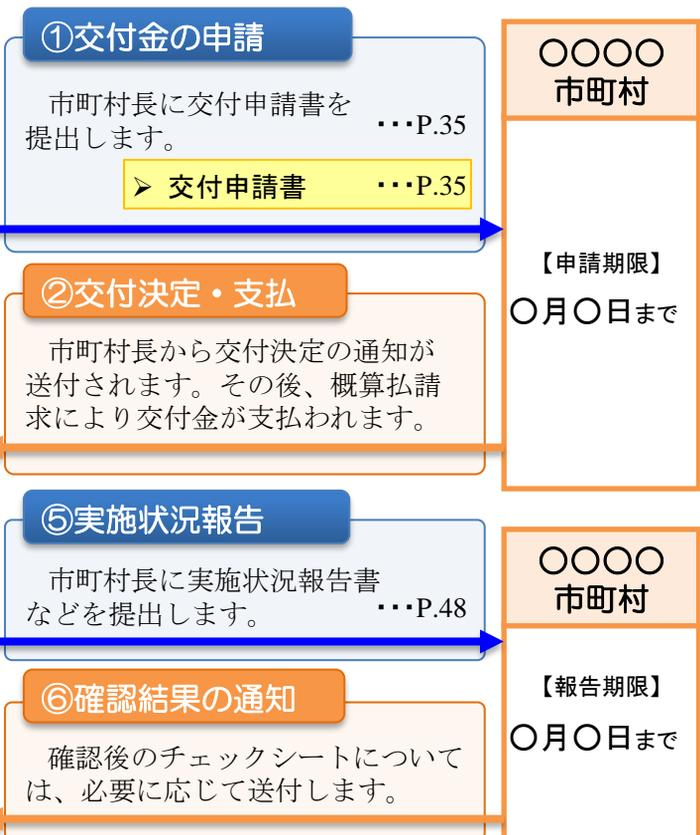 ①交付金の申請
市町村長に交付申請書を
提出します。
･･･P.35
➢ 交付申請書 ･･･P.35
〇〇〇〇
市町村
【申請期限】
〇月〇日まで
②交付決定・支払
市町村長から交付決定の通知が
送付されます。その後、概算払請
求により交付金が支払われます。
⑤実施状況報告
市町村長に実施状況報告書
などを提出します。
･･･P.48
〇〇〇〇
市町村
【報告期限】
〇月〇日まで
⑥確認結果の通知
確認後のチェックシートについて
は、必要に応じて送付します。